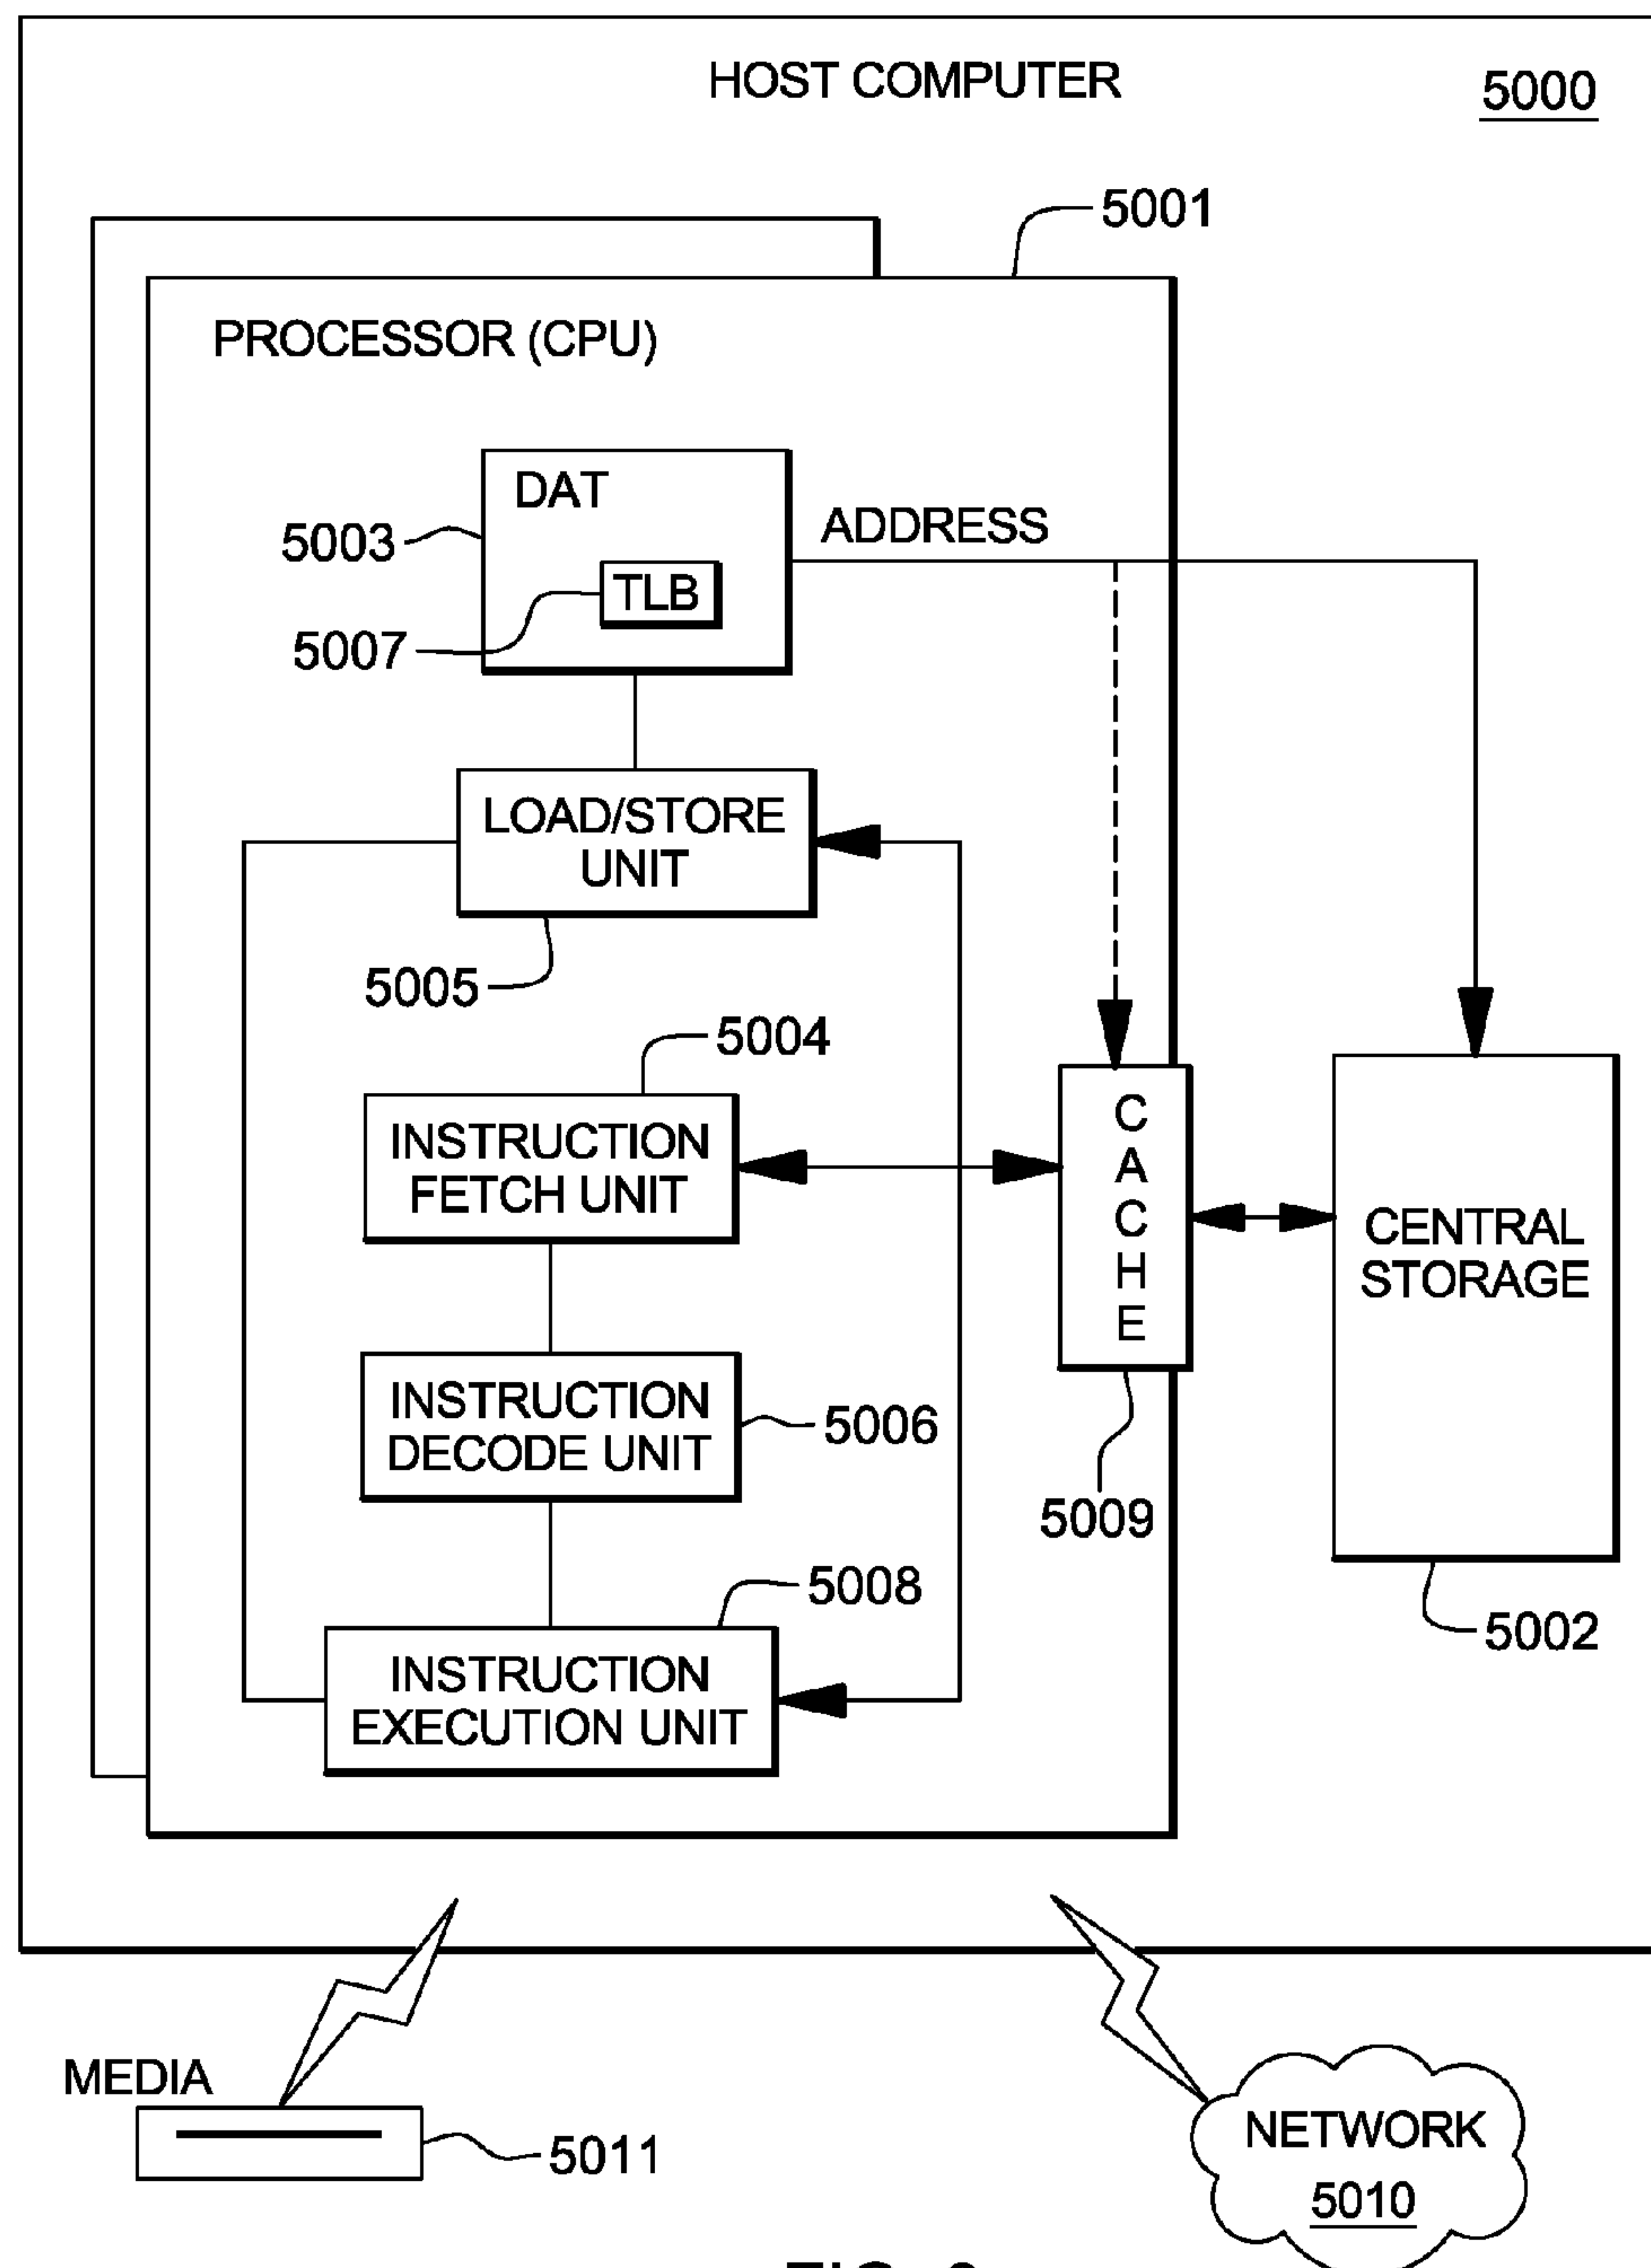 HOST COMPUTER
5000
5001
PROCESSOR (CPU)
DAT
ADDRESS
5003
TLB
5007
LOAD/STORE
UNIT
5005
5004
INSTRUCTION
FETCH UNIT
CACHE
CENTRAL
STORAGE
INSTRUCTION
DECODE UNIT
5006
5009
5008
5002
INSTRUCTION
EXECUTION UNIT
MEDIA
5011
NETWORK
5010